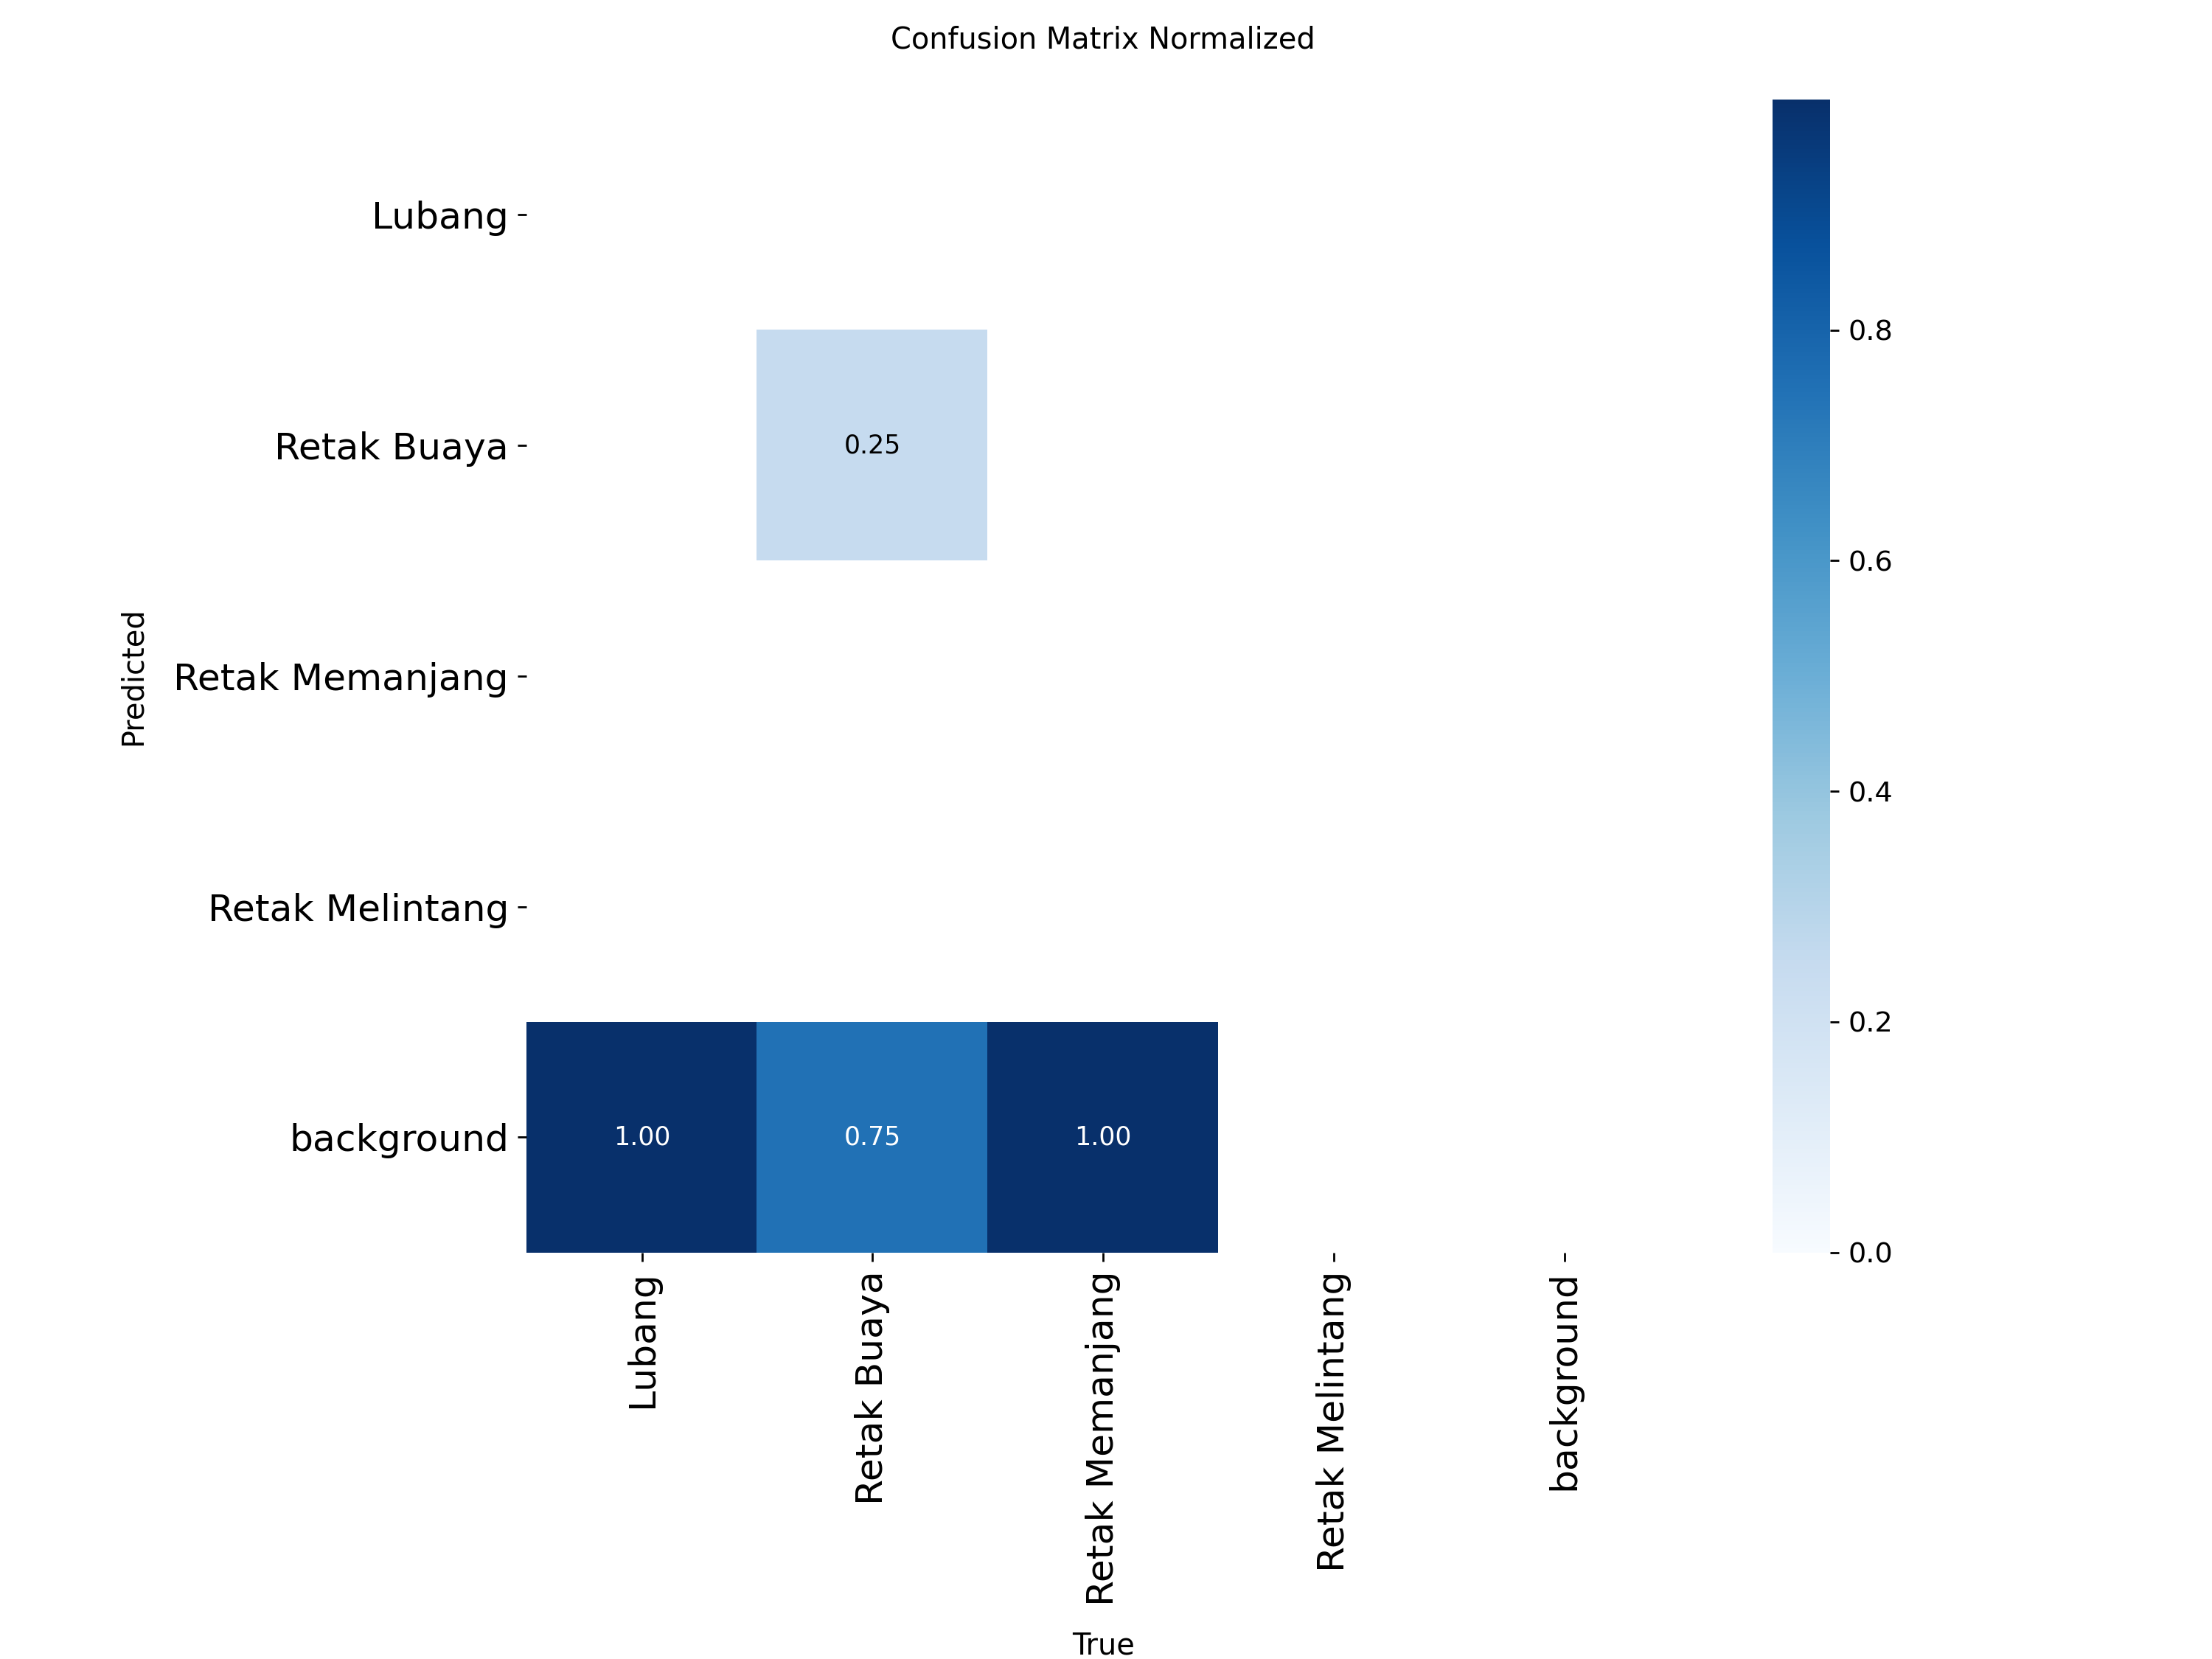 Confusion Matrix Normalized
Lubang
Retak Buaya
Retak Memanjang
Retak Melintang
background
Predicted
0.25
1.00
0.75
1.00
Lubang
Retak Buaya
Retak Memanjang
Retak Melintang
background
True
0.8
0.6
0.4
0.2
0.0